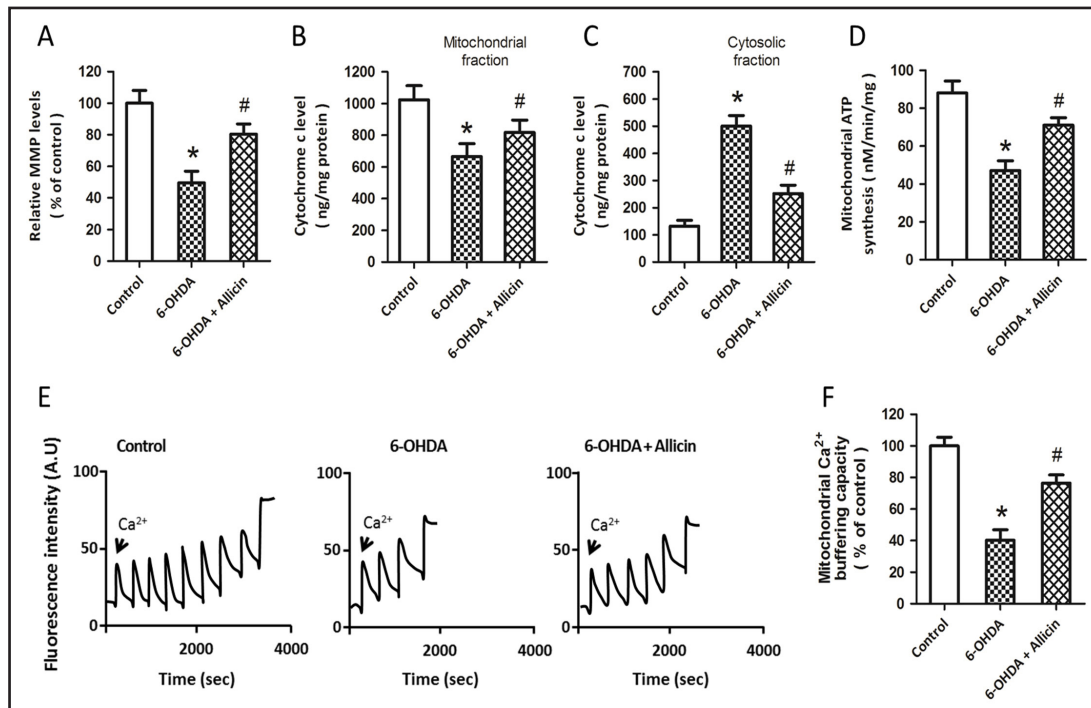 A
Relative MMP levels
( % of control )
120
100
80
60
40
20
0
*
#
Control
6-OHDA
6-OHDA + Allicin
B
Mitochondrial
fraction
Cytochrome c level
( ng/mg protein )
1200
1000
800
600
400
200
0
*
#
Control
6-OHDA
6-OHDA + Allicin
C
Cytosolic
fraction
Cytochrome c level
( ng/mg protein )
700
600
500
400
300
200
100
0
*
#
Control
6-OHDA
6-OHDA + Allicin
D
Mitochondrial ATP
synthesis ( nM/min/mg )
100
80
60
40
20
0
*
#
Control
6-OHDA
6-OHDA + Allicin
E
Fluorescence intensity (A.U)
Control
100
50
0
Ca²⁺
2000
4000
Time (sec)
6-OHDA
100
50
0
Ca²⁺
2000
4000
Time (sec)
6-OHDA + Allicin
100
50
0
Ca²⁺
2000
4000
Time (sec)
F
Mitochondrial Ca²⁺
buffering capacity
( % of control )
120
100
80
60
40
20
0
*
#
Control
6-OHDA
6-OHDA + Allicin